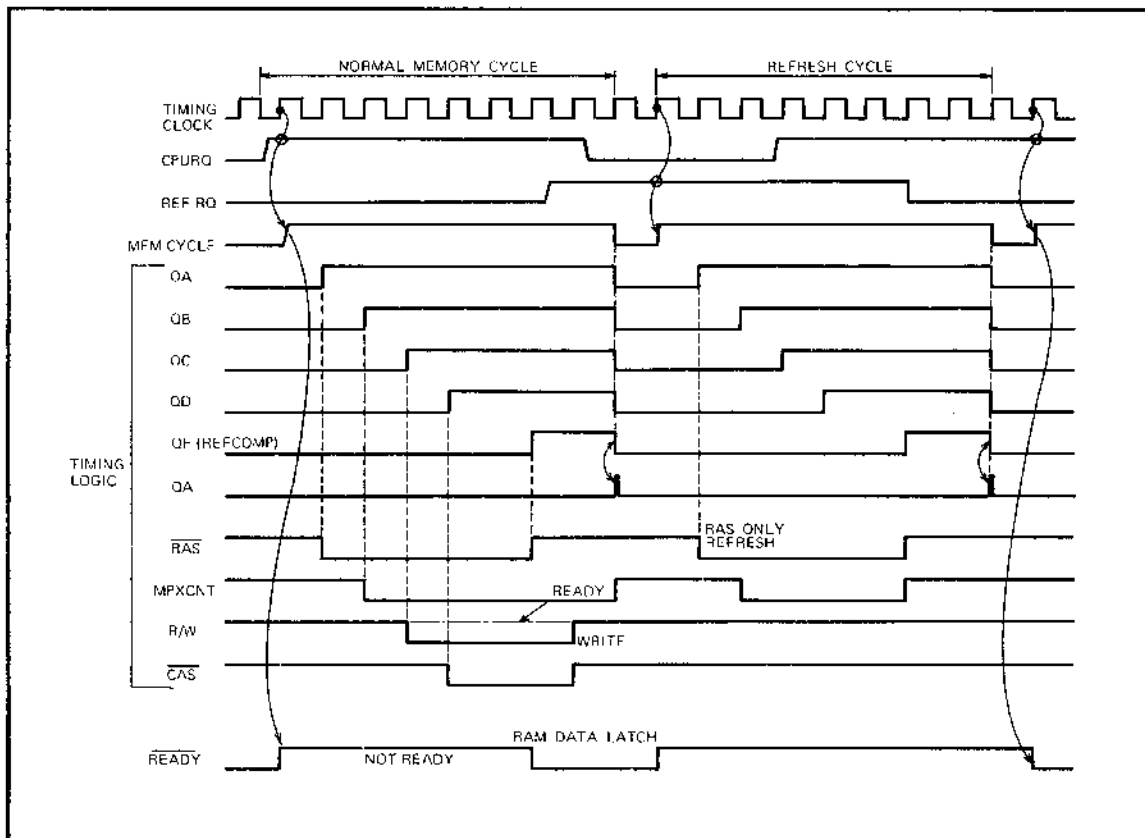 NORMAL MEMORY CYCLE
REFRESH CYCLE
TIMING
CLOCK
CPURQ
REF RQ
MEM CYCLE
QA
QB
QC
QD
QF (REFCOMP)
QA
TIMING
LOGIC
RAS
RAS ONLY
REFRESH
MPXCNT
READY
R/W
WRITE
CAS
RAM DATA LATCH
READY
NOT READY